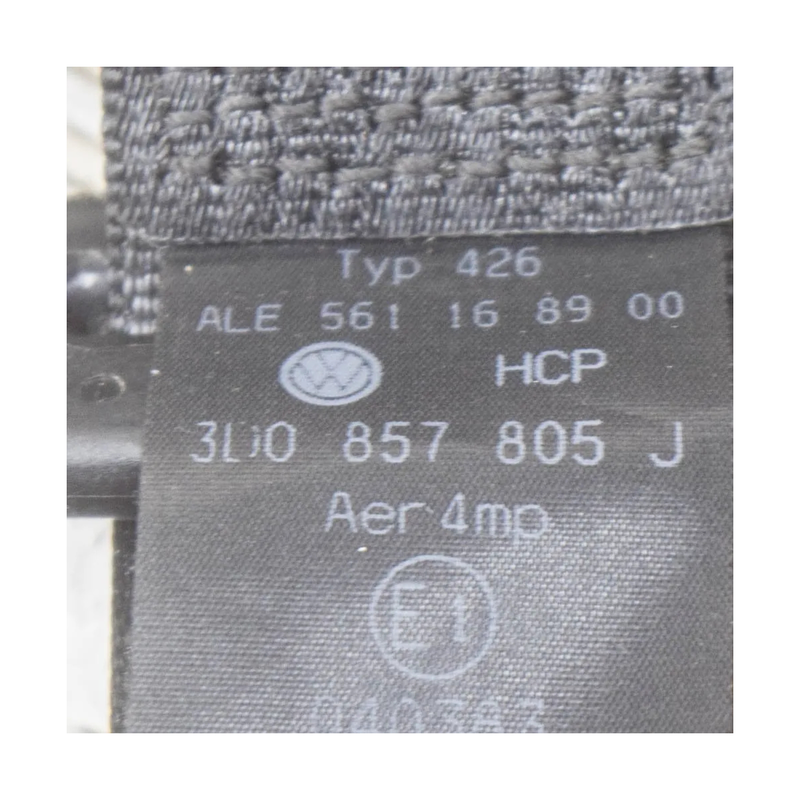 Typ 426
ALE 561 16 89 00
HCP
3D0 857 805 J
Aer4mp
E1